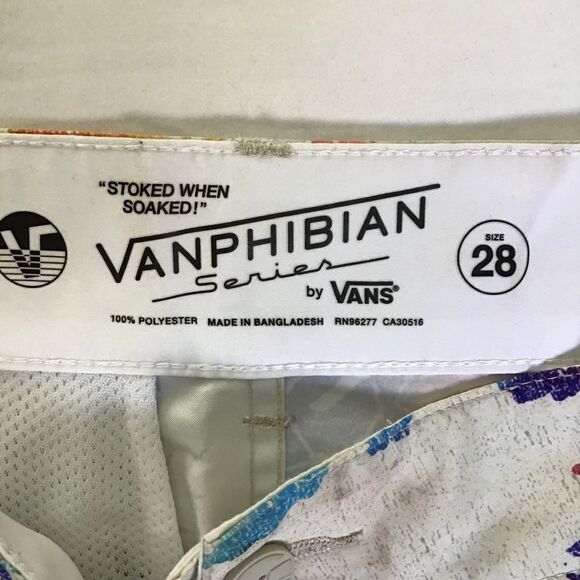 "STOKED WHEN
SOAKED!"
VANPHIBIAN
Series
by VANS®
SIZE
28
100% POLYESTER MADE IN BANGLADESH RN96277 CA30516